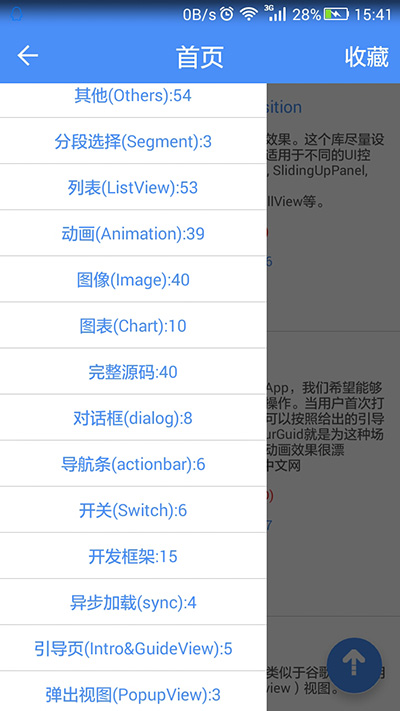 0B/s 3G 28% 15:41
首页 收藏
其他(Others):54
分段选择(Segment):3
列表(ListView):53
动画(Animation):39
图像(Image):40
图表(Chart):10
完整源码:40
对话框(dialog):8
导航条(actionbar):6
开关(Switch):6
开发框架:15
异步加载(sync):4
引导页(Intro&GuideView):5
弹出视图(PopupView):3
sition
效果。这个库尽量设
适用于不同的UI控
, SlidingUpPanel,
llView等。
)
6
App，我们希望能够
操作。当用户首次打
可以按照给出的引导
urGuid就是为这种场
动画效果很漂
中文网
)
7
类似于谷歌
view）视图。